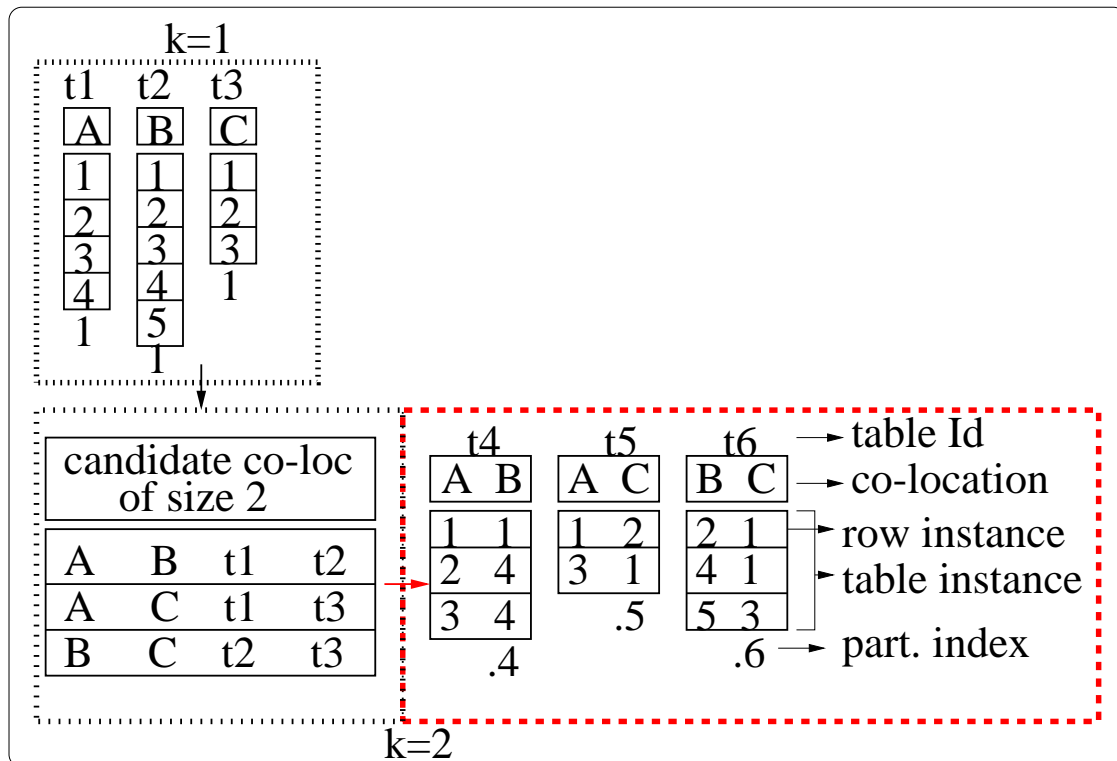 k=1
t1 t2 t3
A B C
1 1 1
2 2 2
3 3 3
4 4 1
1 5
1
candidate co-loc
of size 2
A B t1 t2
A C t1 t3
B C t2 t3
t4 t5 t6 table Id
A B A C B C co-location
1 1 1 2 2 1 row instance
2 4 3 1 4 1 table instance
3 4 .5 5 3
.4 .6 part. index
k=2